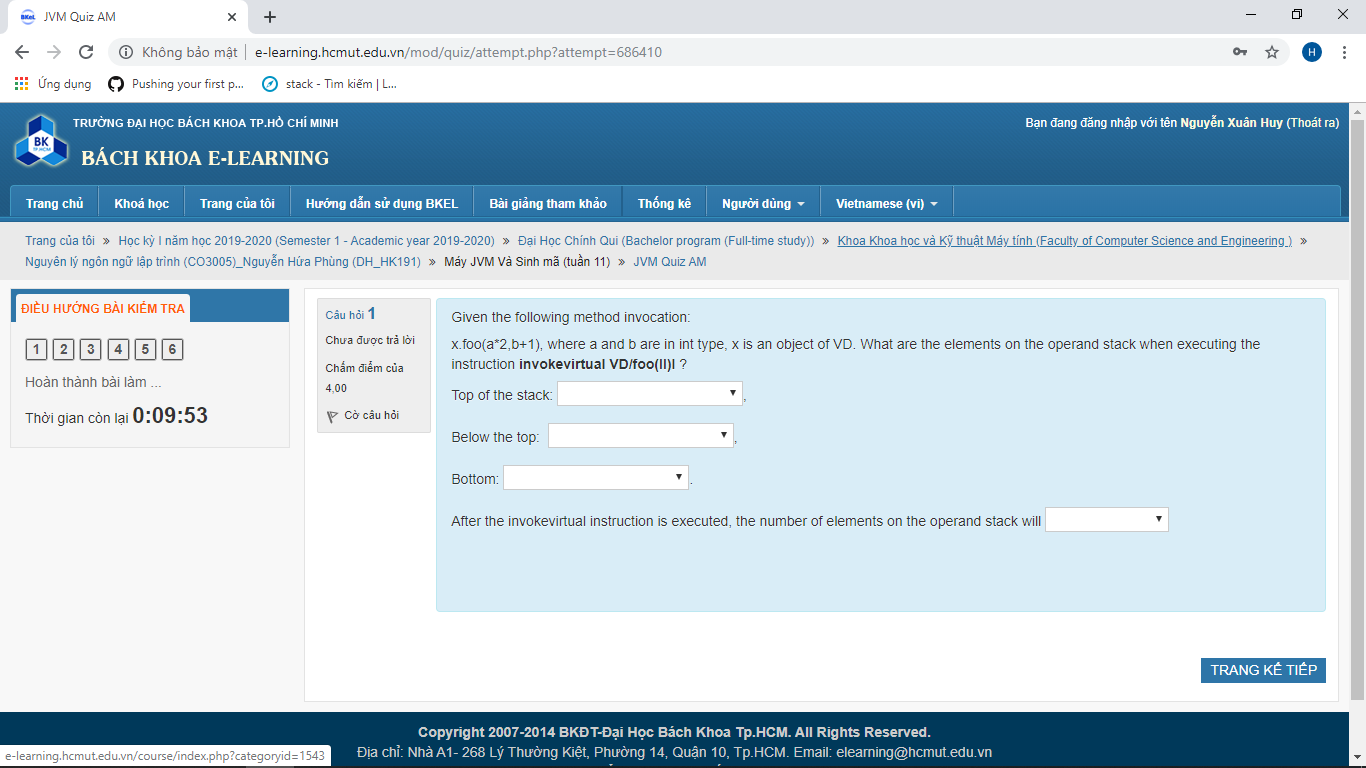 JVM Quiz AM
Không bảo mật | e-learning.hcmut.edu.vn/mod/quiz/attempt.php?attempt=686410
H
Ứng dụng Pushing your first p... stack - Tìm kiếm | L...
BK
TP.HCM
TRƯỜNG ĐẠI HỌC BÁCH KHOA TP.HỒ CHÍ MINH
BÁCH KHOA E-LEARNING
Bạn đang đăng nhập với tên Nguyễn Xuân Huy (Thoát ra)
Trang chủ Khoá học Trang của tôi Hướng dẫn sử dụng BKEL Bài giảng tham khảo Thống kê Người dùng Vietnamese (vi)
Trang của tôi » Học kỳ I năm học 2019-2020 (Semester 1 - Academic year 2019-2020) » Đại Học Chính Qui (Bachelor program (Full-time study)) » Khoa Khoa học và Kỹ thuật Máy tính (Faculty of Computer Science and Engineering ) »
Nguyên lý ngôn ngữ lập trình (CO3005)_Nguyễn Hứa Phùng (DH_HK191) » Máy JVM Và Sinh mã (tuần 11) » JVM Quiz AM
ĐIỀU HƯỚNG BÀI KIỂM TRA
1 2 3 4 5 6
Hoàn thành bài làm ...
Thời gian còn lại 0:09:53
Câu hỏi 1
Chưa được trả lời
Chấm điểm của
4,00
Cờ câu hỏi
Given the following method invocation:
x.foo(a*2,b+1), where a and b are in int type, x is an object of VD. What are the elements on the operand stack when executing the
instruction invokevirtual VD/foo(II)I ?
Top of the stack: ,
Below the top: ,
Bottom: .
After the invokevirtual instruction is executed, the number of elements on the operand stack will
TRANG KẾ TIẾP
Copyright 2007-2014 BKĐT-Đại Học Bách Khoa Tp.HCM. All Rights Reserved.
Địa chỉ: Nhà A1- 268 Lý Thường Kiệt, Phường 14, Quận 10, Tp.HCM. Email: elearning@hcmut.edu.vn
e-learning.hcmut.edu.vn/course/index.php?categoryid=1543